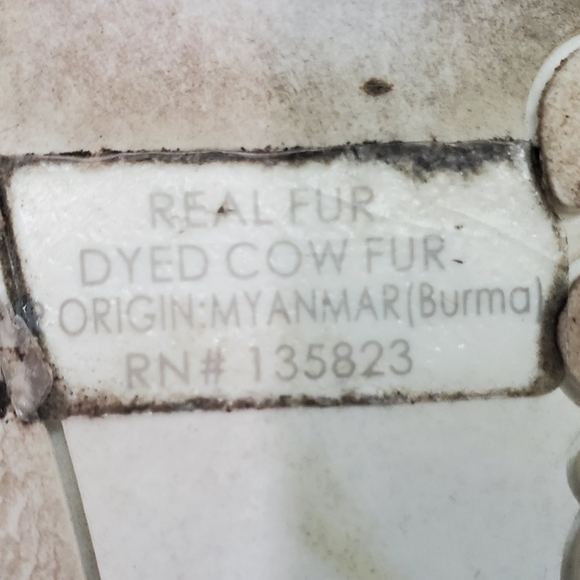 REAL FUR
DYED COW FUR
ORIGIN:MYANMAR(Burma)
RN# 135823